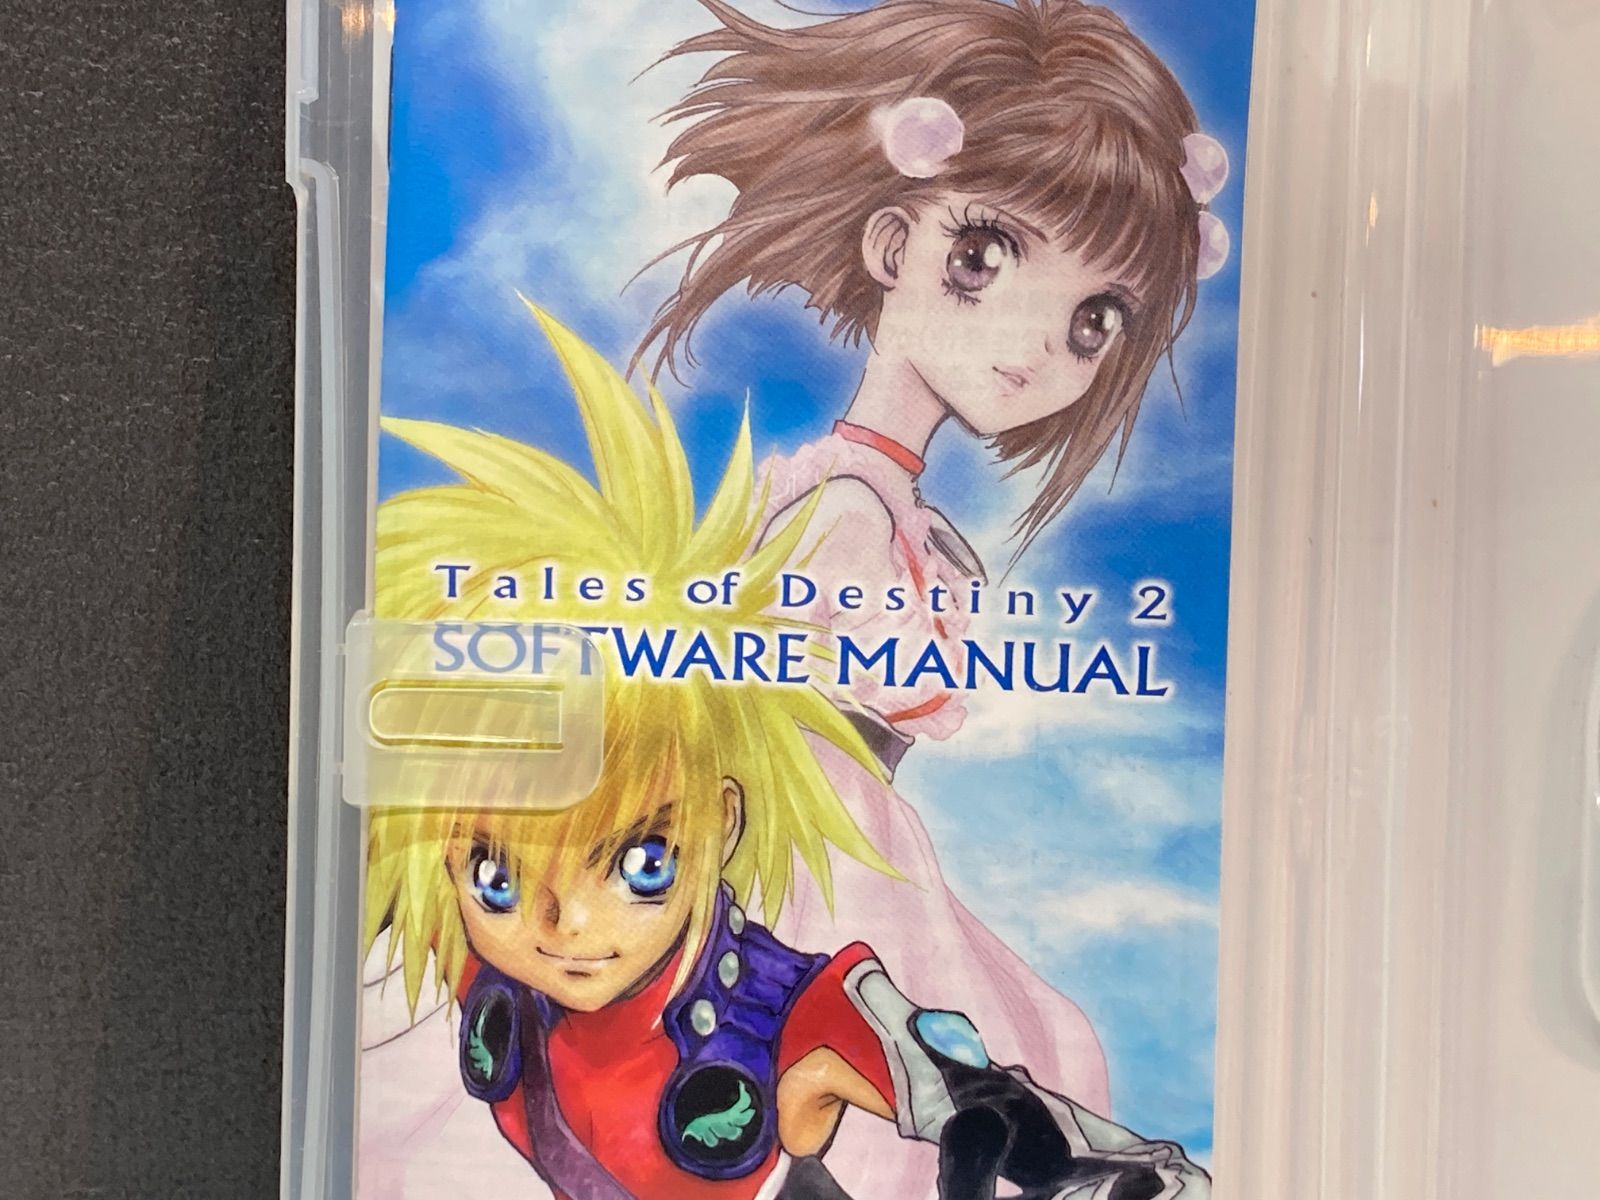 Tales of Destiny 2
SOFTWARE MANUAL